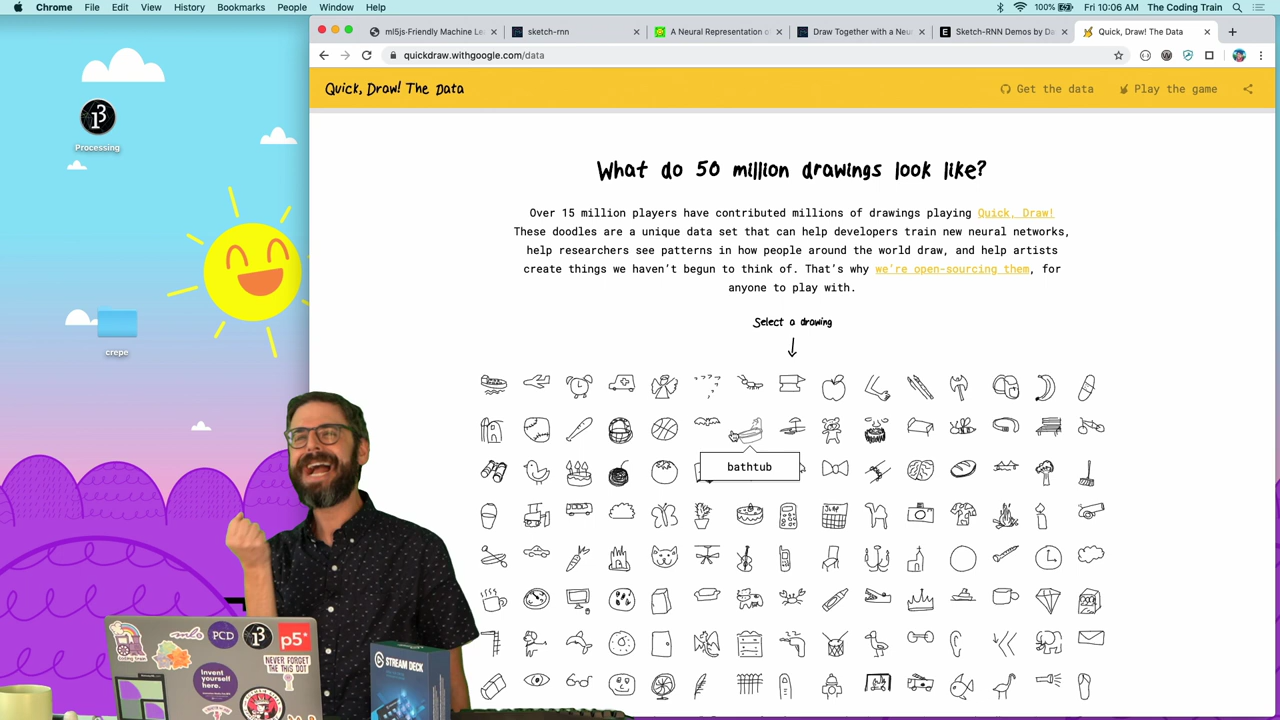 Chrome File Edit View History Bookmarks People Window Help 100% Fri 10:06 AM The Coding Train
ml5js·Friendly Machine Le sketch-rnn A Neural Representation o Draw Together with a Neu Sketch-RNN Demos by Da Quick, Draw! The Data
quickdraw.withgoogle.com/data
Quick, Draw! The Data Get the data Play the game
Processing
crepe
What do 50 million drawings look like?
Over 15 million players have contributed millions of drawings playing Quick, Draw!
These doodles are a unique data set that can help developers train new neural networks,
help researchers see patterns in how people around the world draw, and help artists
create things we haven't begun to think of. That's why we're open-sourcing them, for
anyone to play with.
Select a drawing
bathtub
PCD
p5*
NEVER FORGET
THE THIS DOT
Invent
yourself
here.
STREAM DECK